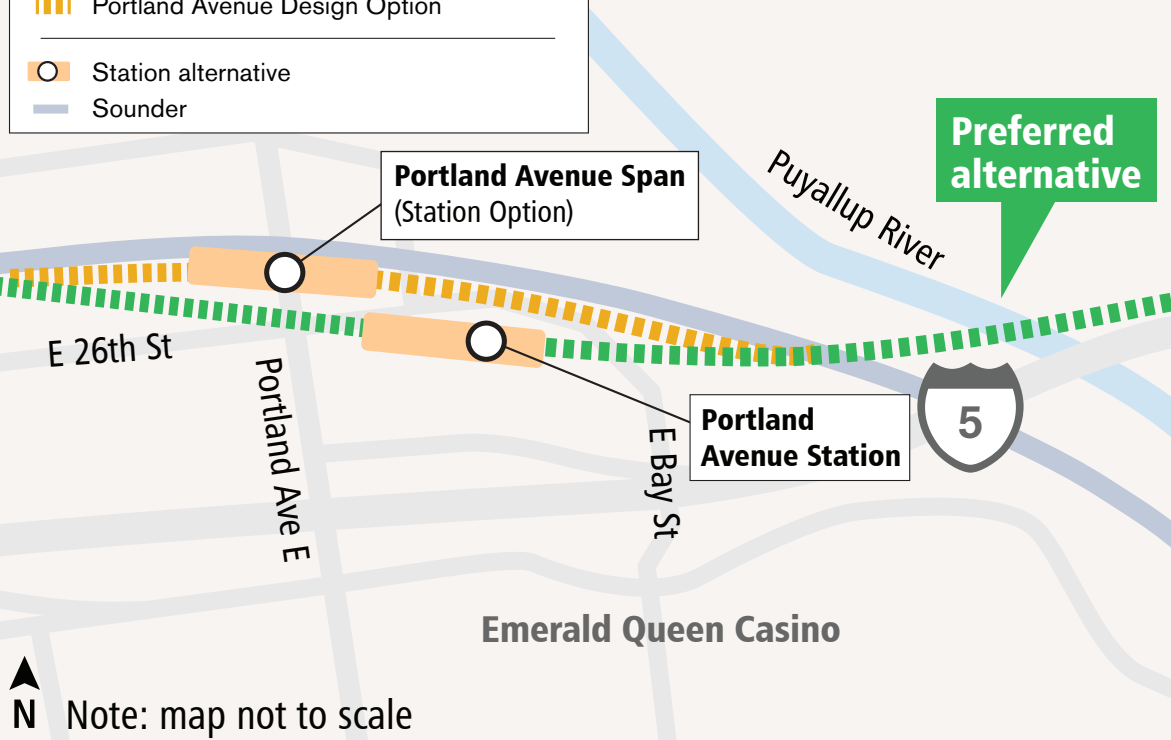 Portland Avenue Design Option
Station alternative
Sounder
Preferred
alternative
Puyallup River
Portland Avenue Span
(Station Option)
E 26th St
Portland Ave E
E Bay St
Portland
Avenue Station
5
Emerald Queen Casino
N
Note: map not to scale